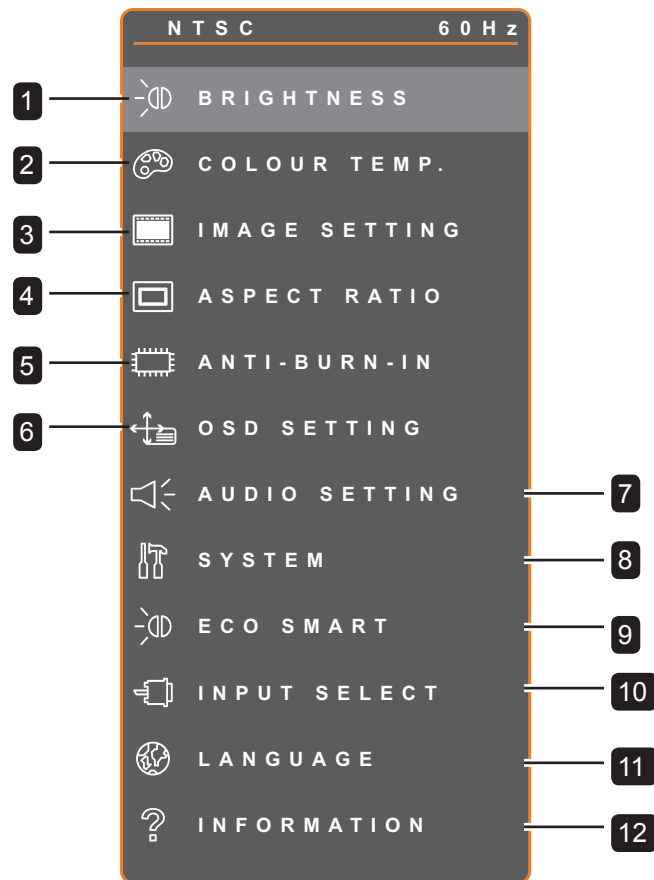 NTSC 60Hz
1 BRIGHTNESS
2 COLOUR TEMP.
3 IMAGE SETTING
4 ASPECT RATIO
5 ANTI-BURN-IN
6 OSD SETTING
AUDIO SETTING 7
SYSTEM 8
ECO SMART 9
INPUT SELECT 10
LANGUAGE 11
INFORMATION 12